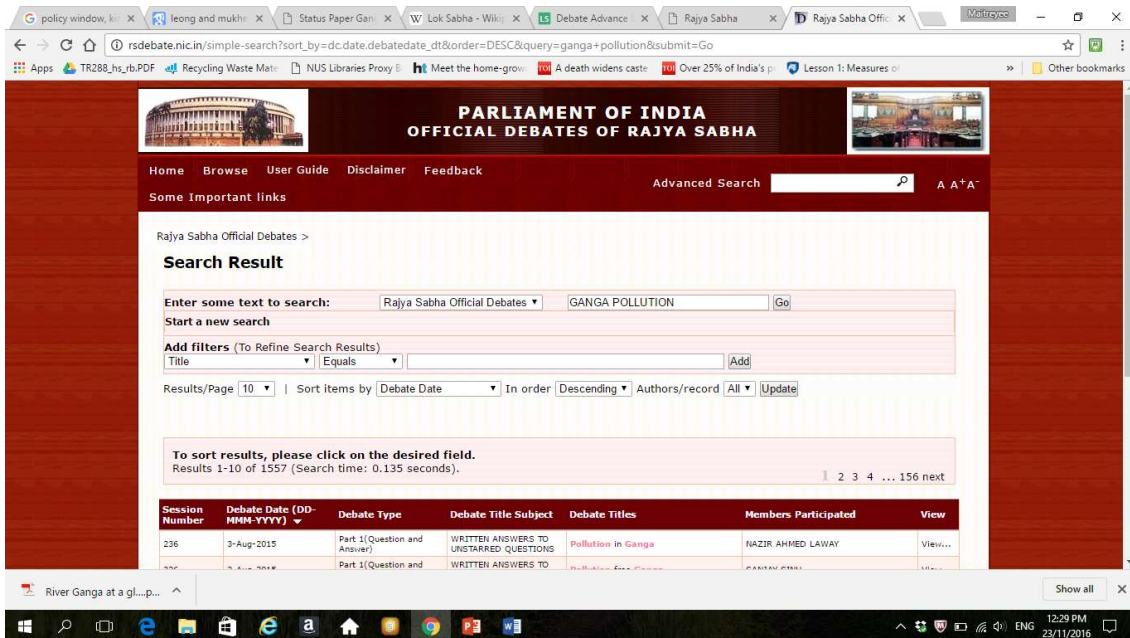 policy window, ki
leong and mukhe
Status Paper Gan
Lok Sabha - Wiki
Debate Advance
Rajya Sabha
Rajya Sabha Offic
Maitreyee
rsdebate.nic.in/simple-search?sort_by=dc.date.debatedate_dt&order=DESC&query=ganga+pollution&submit=Go
Apps TR288_hs_rb.PDF Recycling Waste Mate NUS Libraries Proxy B Meet the home-grow A death widens caste Over 25% of India's p Lesson 1: Measures of » Other bookmarks
PARLIAMENT OF INDIA
OFFICIAL DEBATES OF RAJYA SABHA
Home Browse User Guide Disclaimer Feedback
Some Important links
Advanced Search A A+ A-
Rajya Sabha Official Debates >
Search Result
Enter some text to search: Rajya Sabha Official Debates GANGA POLLUTION Go
Start a new search
Add filters (To Refine Search Results)
Title Equals Add
Results/Page 10 | Sort items by Debate Date In order Descending Authors/record All Update
To sort results, please click on the desired field.
Results 1-10 of 1557 (Search time: 0.135 seconds).
1 2 3 4 ... 156 next
Session Number Debate Date (DD-MMM-YYYY) Debate Type Debate Title Subject Debate Titles Members Participated View
236 3-Aug-2015 Part 1(Question and Answer) WRITTEN ANSWERS TO UNSTARRED QUESTIONS Pollution in Ganga NAZIR AHMED LAWAY View...
Part 1(Question and WRITTEN ANSWERS TO
River Ganga at a gl....p...
Show all
ENG
12:29 PM
23/11/2016